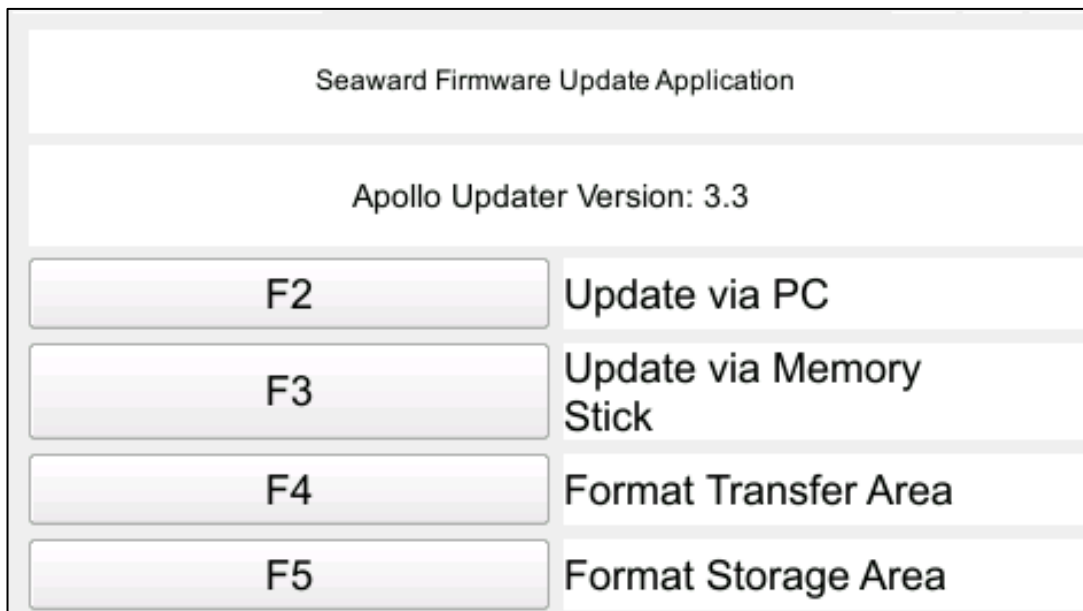 Seaward Firmware Update Application
Apollo Updater Version: 3.3
F2
Update via PC
F3
Update via Memory
Stick
F4
Format Transfer Area
F5
Format Storage Area